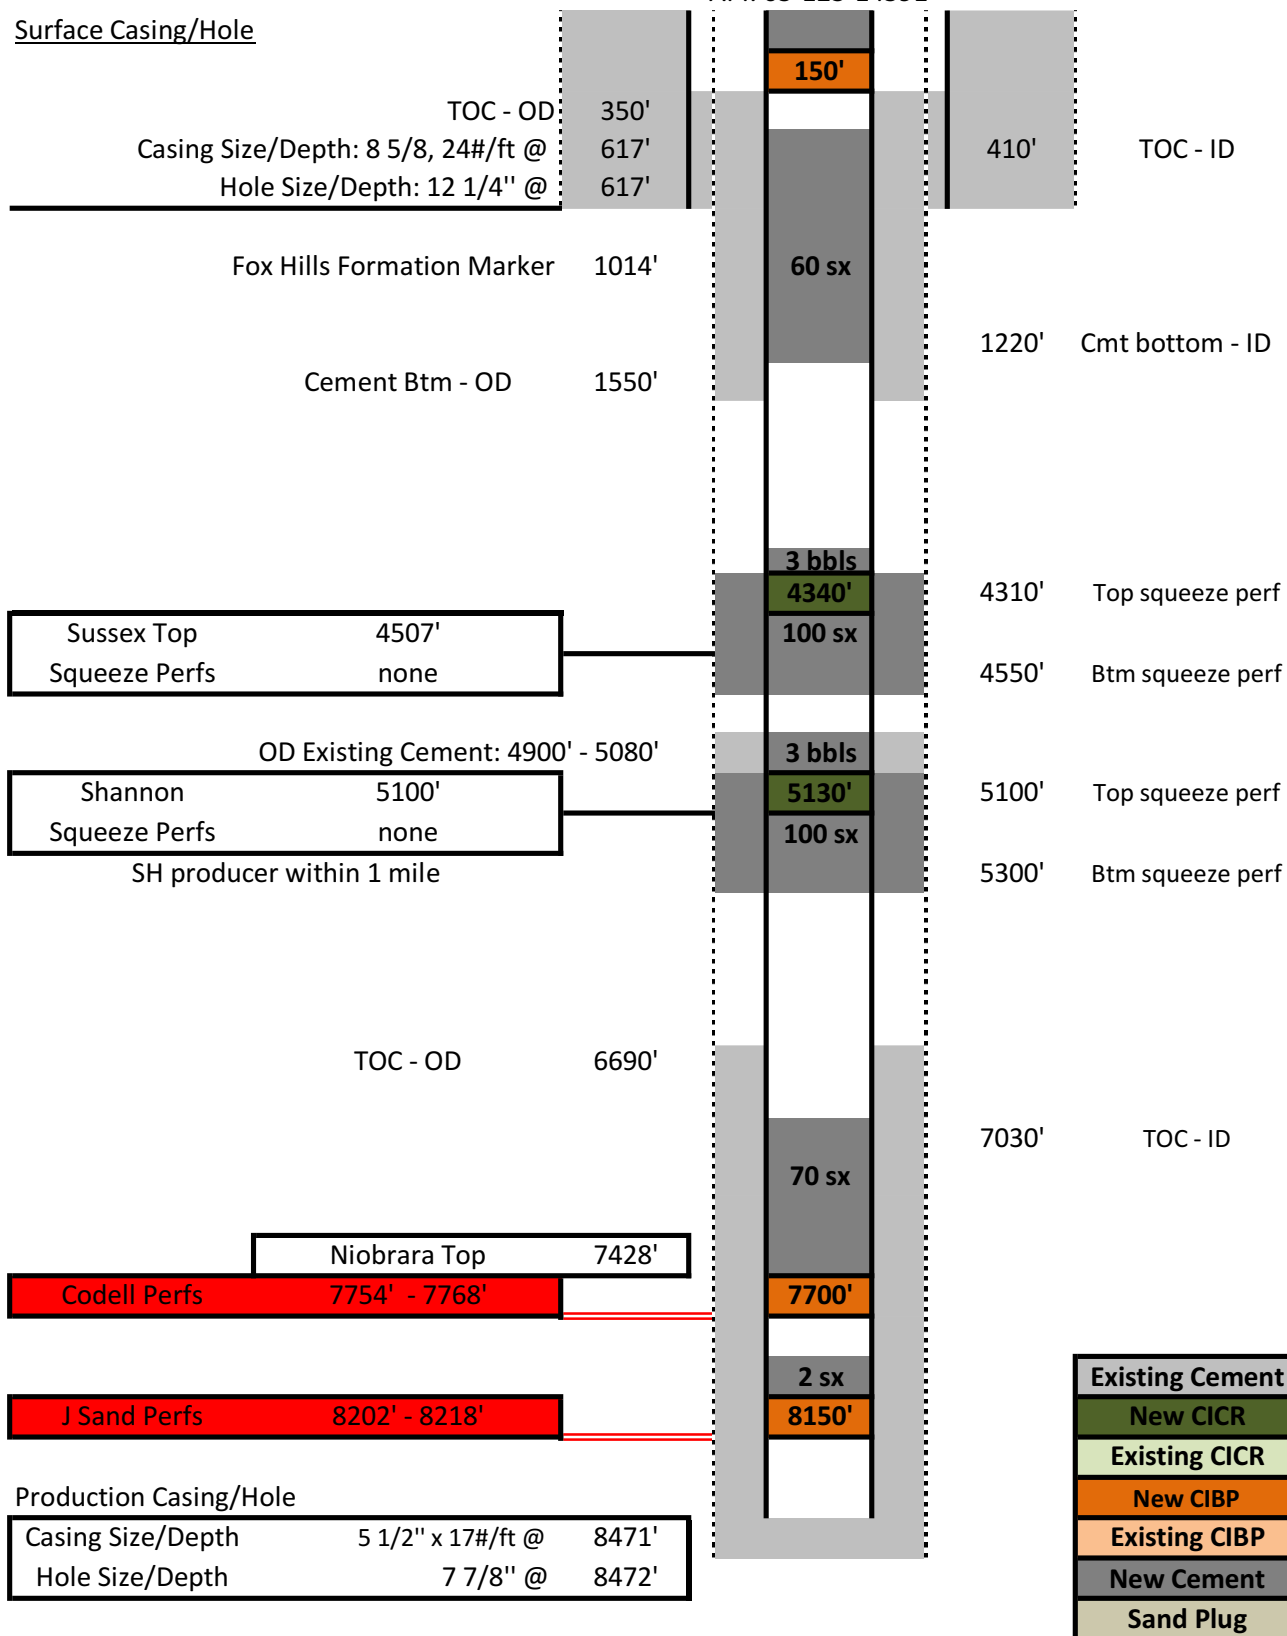 Surface Casing/Hole
150'
TOC - OD 350'
Casing Size/Depth: 8 5/8, 24#/ft @ 617' 410' TOC - ID
Hole Size/Depth: 12 1/4'' @ 617'
Fox Hills Formation Marker 1014' 60 sx
1220' Cmt bottom - ID
Cement Btm - OD 1550'
3 bbls
4340' 4310' Top squeeze perf
Sussex Top 4507' 100 sx
Squeeze Perfs none 4550' Btm squeeze perf
OD Existing Cement: 4900' - 5080' 3 bbls
Shannon 5100' 5130' 5100' Top squeeze perf
Squeeze Perfs none 100 sx
SH producer within 1 mile 5300' Btm squeeze perf
TOC - OD 6690'
7030' TOC - ID
70 sx
Niobrara Top 7428'
Codell Perfs 7754' - 7768' 7700'
2 sx Existing Cement
J Sand Perfs 8202' - 8218' 8150' New CICR
Existing CICR
Production Casing/Hole New CIBP
Casing Size/Depth 5 1/2'' x 17#/ft @ 8471' Existing CIBP
Hole Size/Depth 7 7/8'' @ 8472' New Cement
Sand Plug